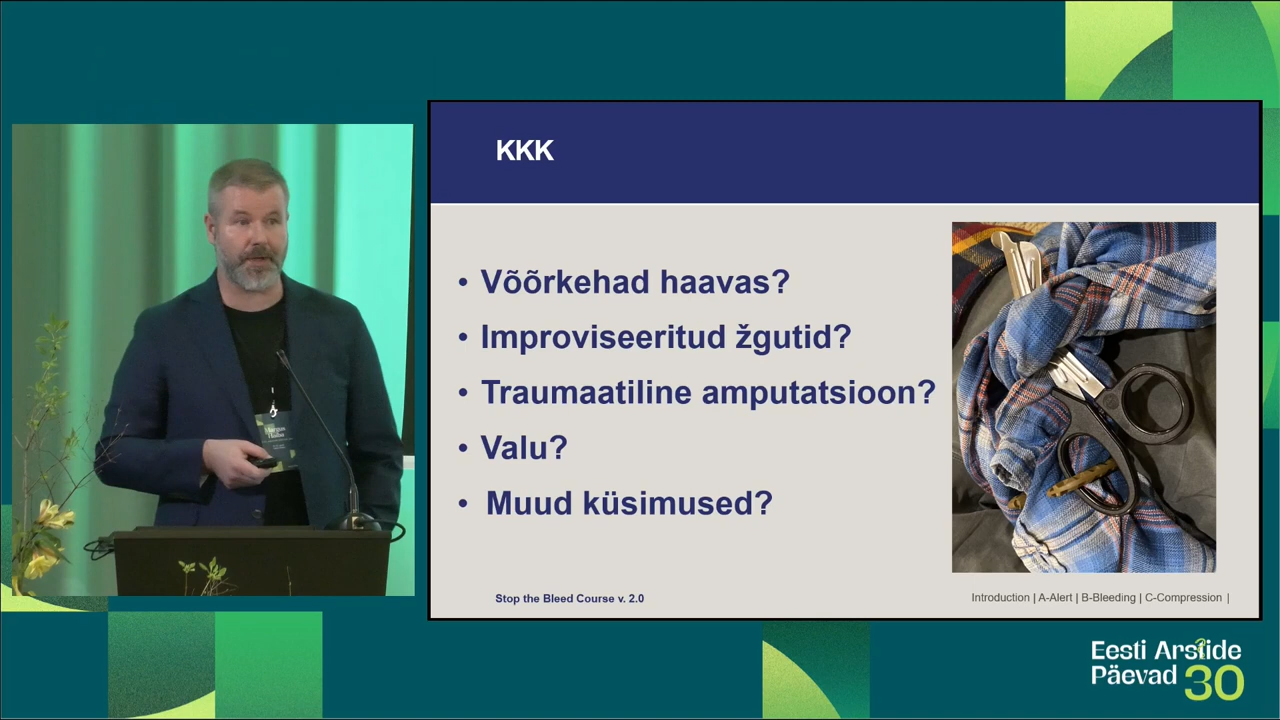 KKK
• Võõrkehad haavas?
• Improviseeritud žgutid?
• Traumaatiline amputatsioon?
• Valu?
• Muud küsimused?
Stop the Bleed Course v. 2.0
Introduction | A-Alert | B-Bleeding | C-Compression |
Eesti Arstide
Päevad 30